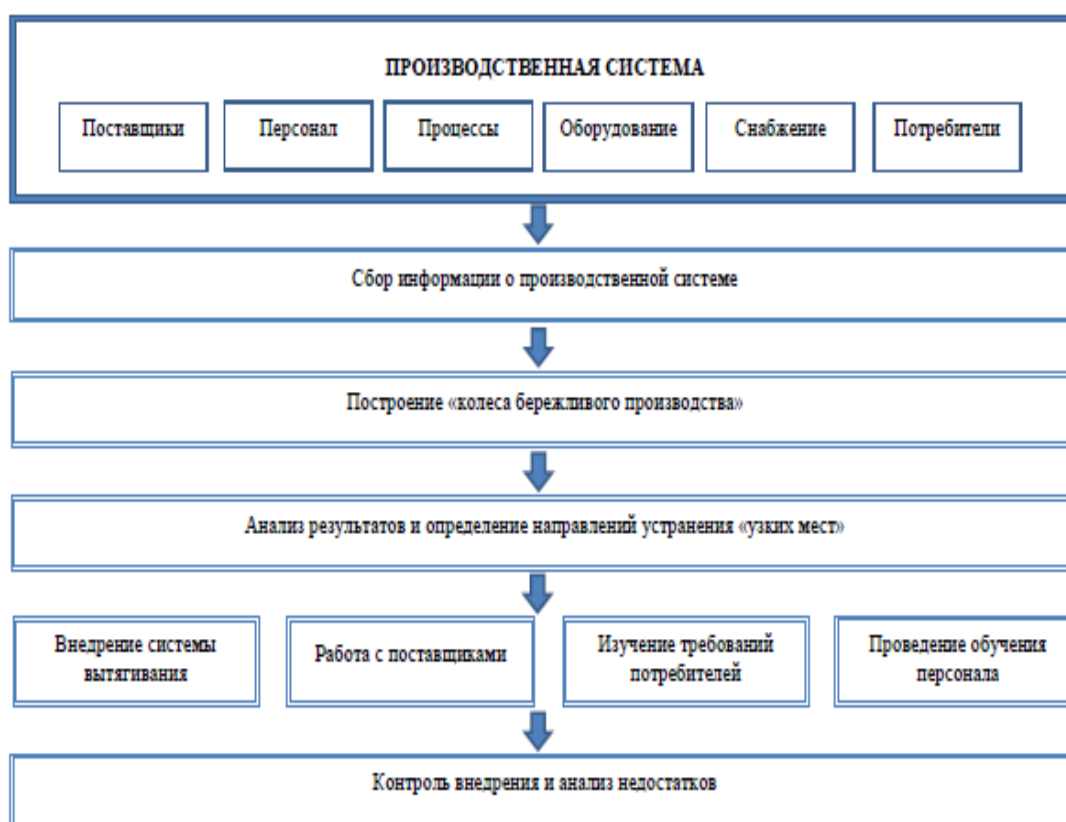 ПРОИЗВОДСТВЕННАЯ СИСТЕМА
Поставщики
Персонал
Процессы
Оборудование
Снабжение
Потребители
Сбор информации о производственной системе
Построение «колеса бережливого производства»
Анализ результатов и определение направлений устранения «узких мест»
Внедрение системы
вытягивания
Работа с поставщиками
Изучение требований
потребителей
Проведение обучения
персонала
Контроль внедрения и анализ недостатков